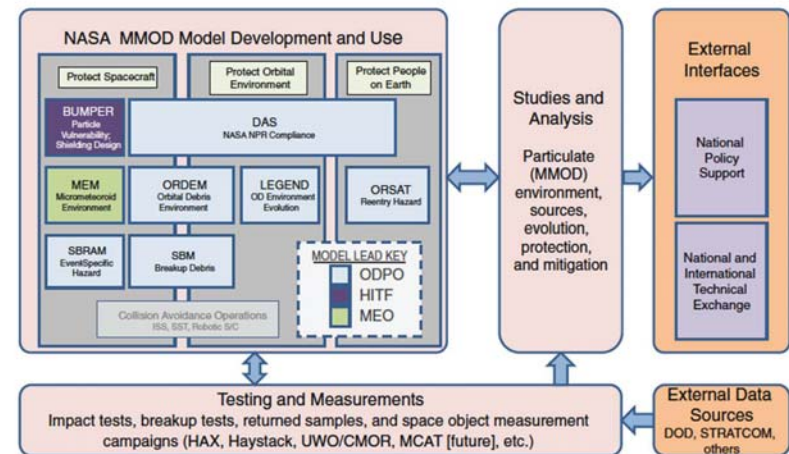 NASA MMOD Model Development and Use
Protect Spacecraft
Protect Orbital
Environment
Protect People
on Earth
BUMPER
Particle
Vulnerability;
Shielding Design
DAS
NASA NPR Compliance
MEM
Micrometeoroid
Environment
ORDEM
Orbital Debris
Environment
LEGEND
OD Environment
Evolution
ORSAT
Reentry Hazard
SBRAM
EventSpecific
Hazard
SBM
Breakup Debris
MODEL LEAD KEY
ODPO
HITF
MEO
Collision Avoidance Operations
ISS, SST, Robotic S/C
Studies and
Analysis
Particulate
(MMOD)
environment,
sources,
evolution,
protection,
and mitigation
External
Interfaces
National
Policy
Support
National and
International
Technical
Exchange
Testing and Measurements
Impact tests, breakup tests, returned samples, and space object measurement
campaigns (HAX, Haystack, UWO/CMOR, MCAT [future], etc.)
External Data
Sources
DOD, STRATCOM,
others